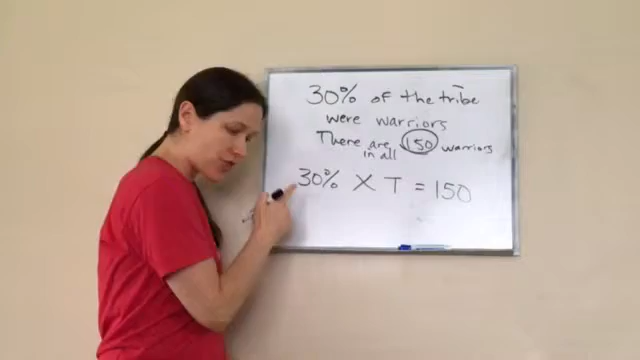 30% of the tribe
were warriors
There are in all 150 warriors
30% X T = 150